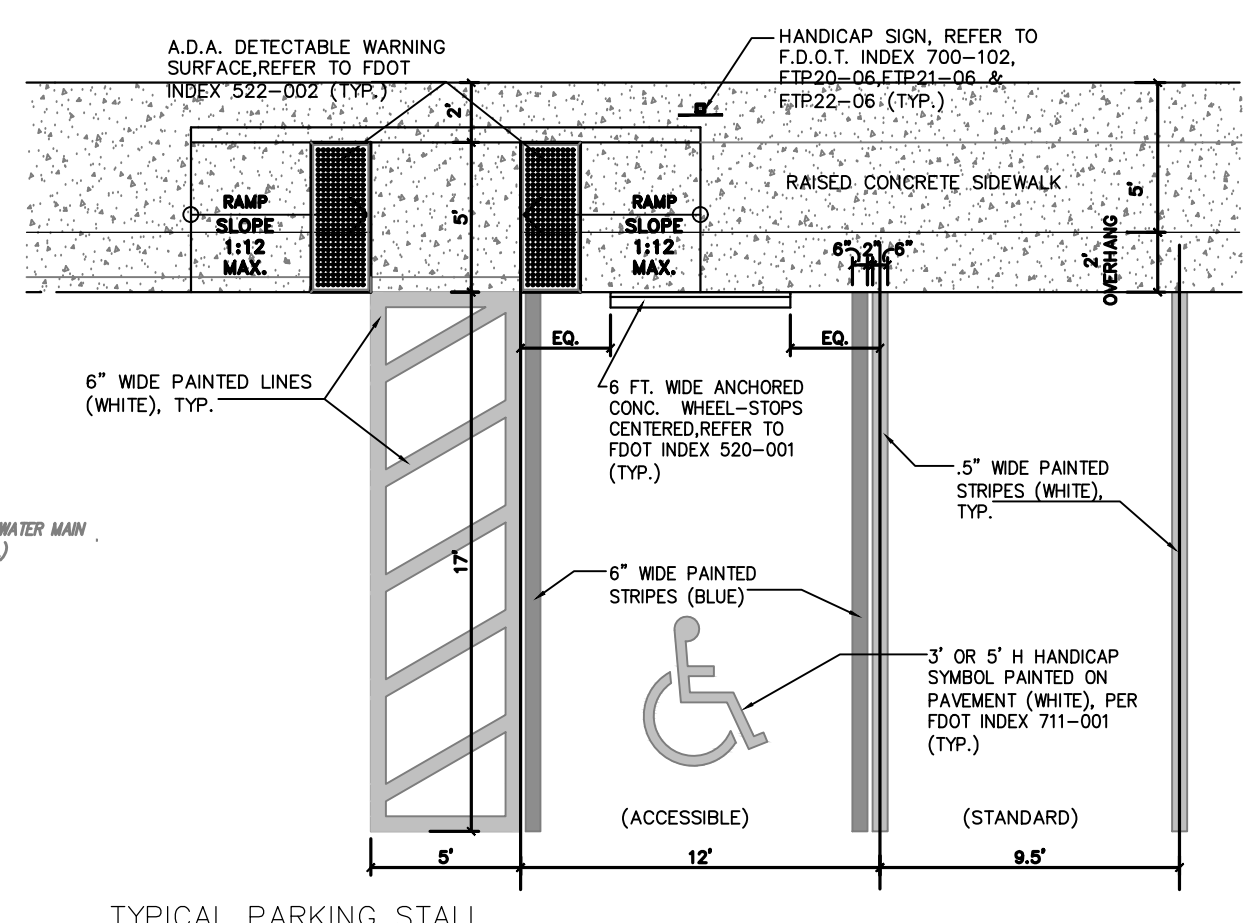 A.D.A. DETECTABLE WARNING
SURFACE,REFER TO FDOT
INDEX 522-002 (TYP.)
HANDICAP SIGN, REFER TO
F.D.O.T. INDEX 700-102,
FTP20-06,FTP21-06 &
FTP22-06 (TYP.)
2'
RAMP
SLOPE
1:12
MAX.
5'
RAMP
SLOPE
1:12
MAX.
RAISED CONCRETE SIDEWALK
5'
6" 2" 6"
2'
OVERHANG
EQ.
EQ.
6" WIDE PAINTED LINES
(WHITE), TYP.
6 FT. WIDE ANCHORED
CONC. WHEEL-STOPS
CENTERED,REFER TO
FDOT INDEX 520-001
(TYP.)
.5" WIDE PAINTED
STRIPES (WHITE),
TYP.
WATER MAIN
)
17'
6" WIDE PAINTED
STRIPES (BLUE)
3' OR 5' H HANDICAP
SYMBOL PAINTED ON
PAVEMENT (WHITE), PER
FDOT INDEX 711-001
(TYP.)
(ACCESSIBLE)
(STANDARD)
5'
12'
9.5'
TYPICAL PARKING STALL